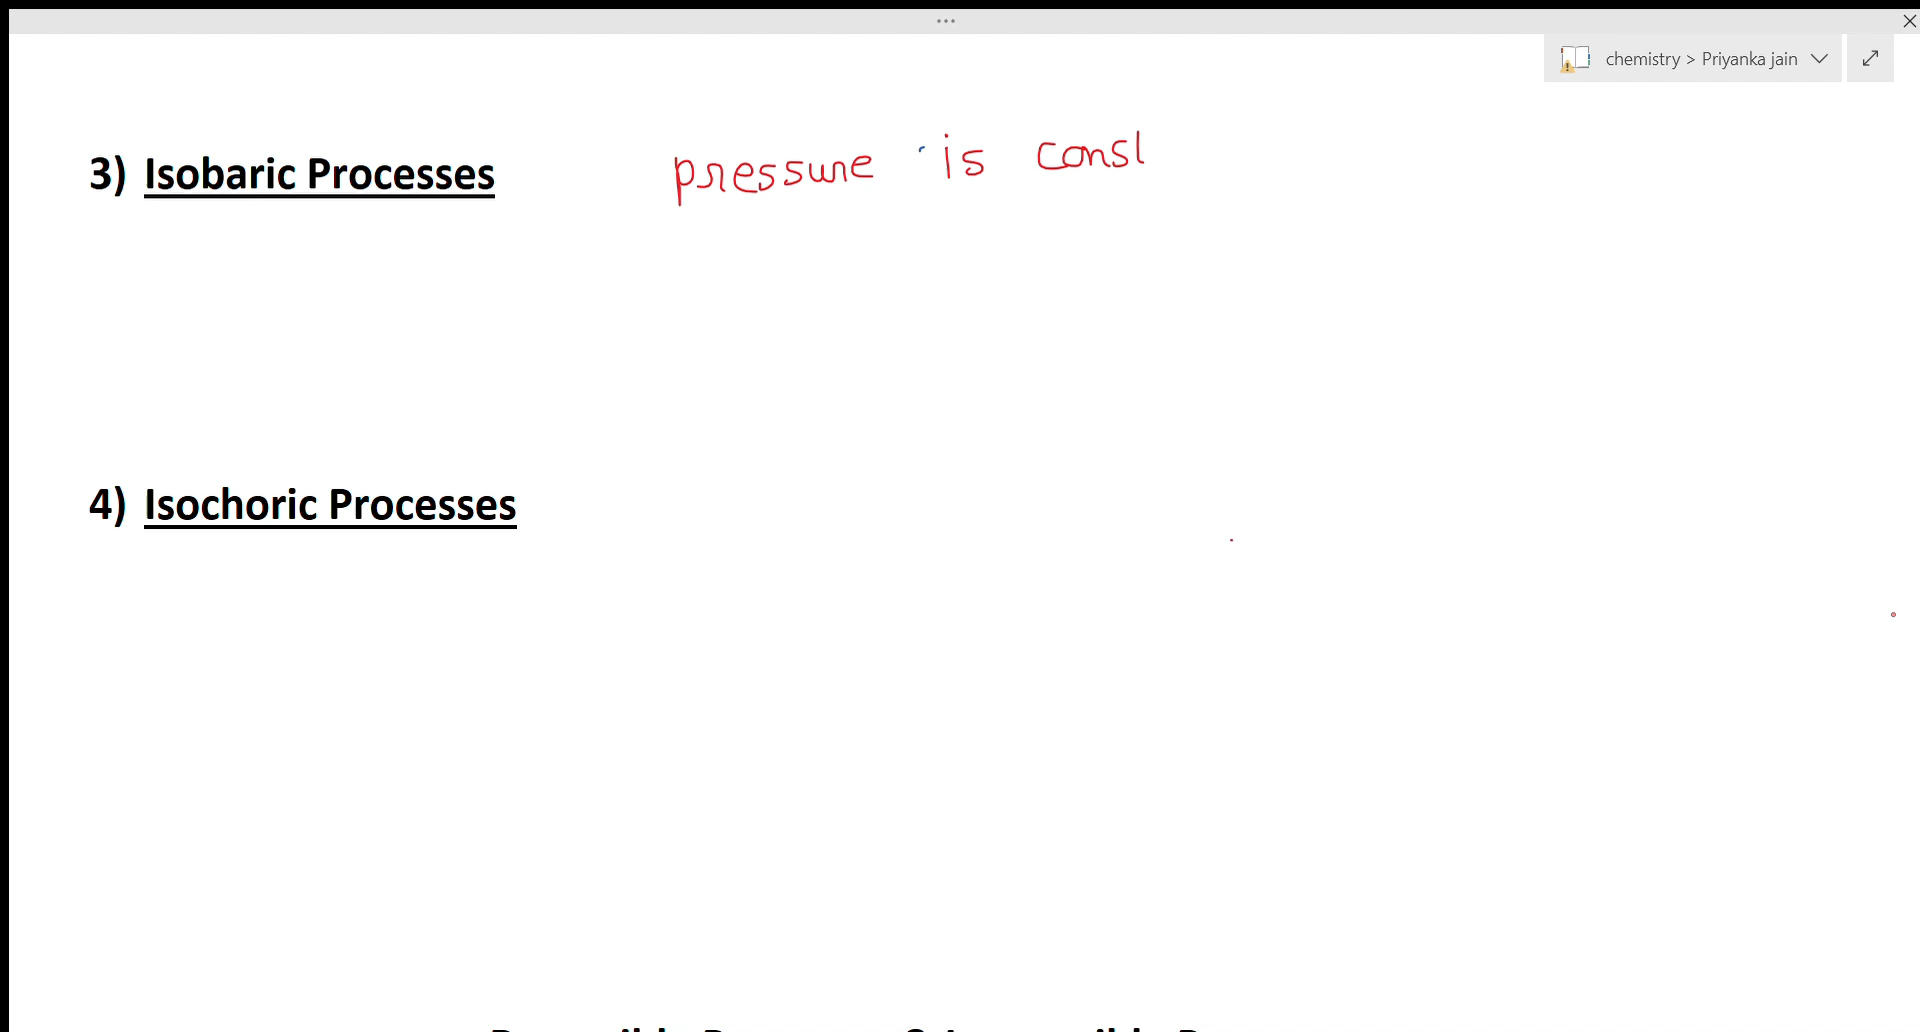 chemistry > Priyanka jain
3) Isobaric Processes pressure is const
4) Isochoric Processes